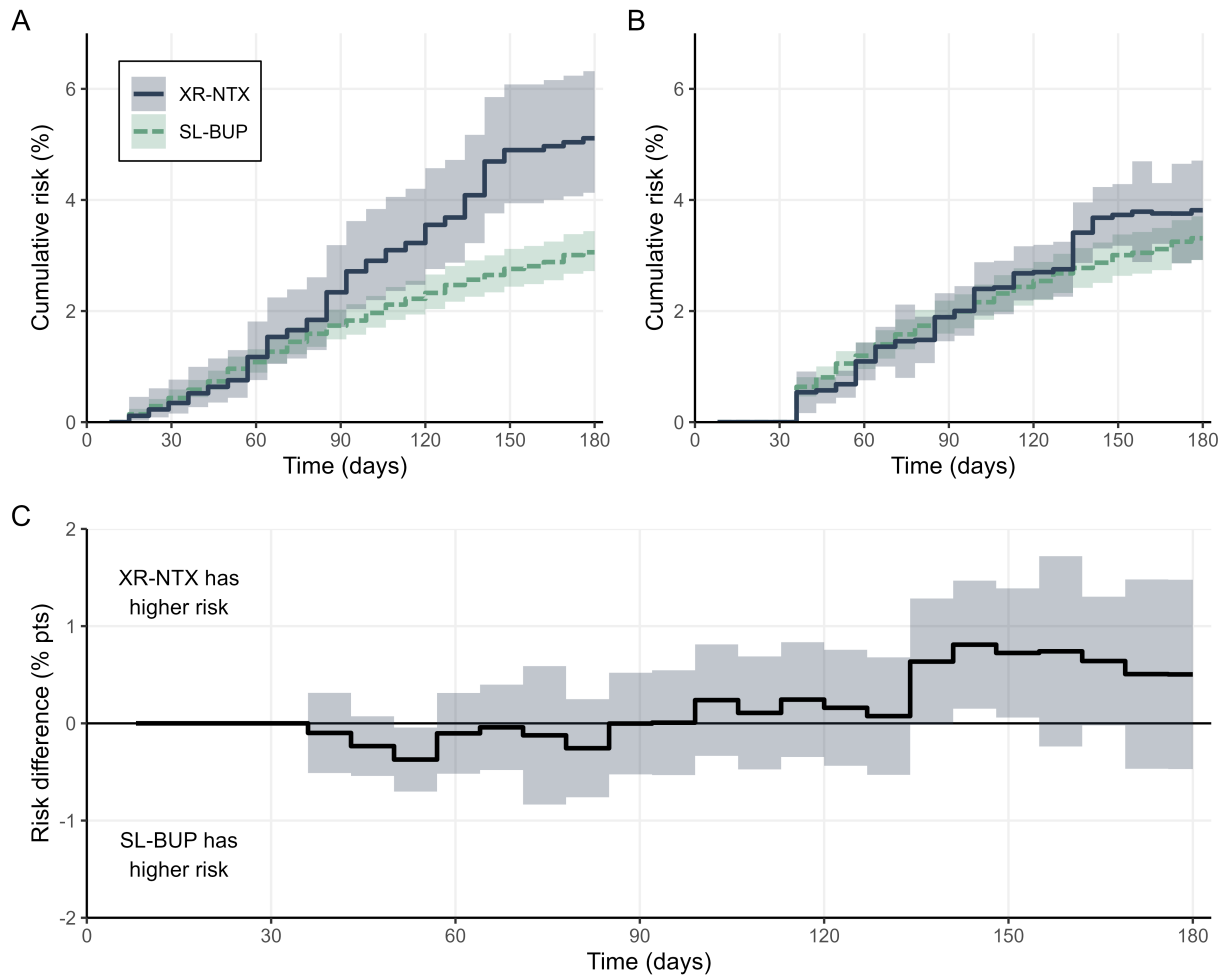 A
Cumulative risk (%)
6
4
2
0
XR-NTX
SL-BUP
0 30 60 90 120 150 180
Time (days)
B
Cumulative risk (%)
6
4
2
0
0 30 60 90 120 150 180
Time (days)
C
Risk difference (% pts)
2
1
0
-1
-2
XR-NTX has
higher risk
SL-BUP has
higher risk
0 30 60 90 120 150 180
Time (days)